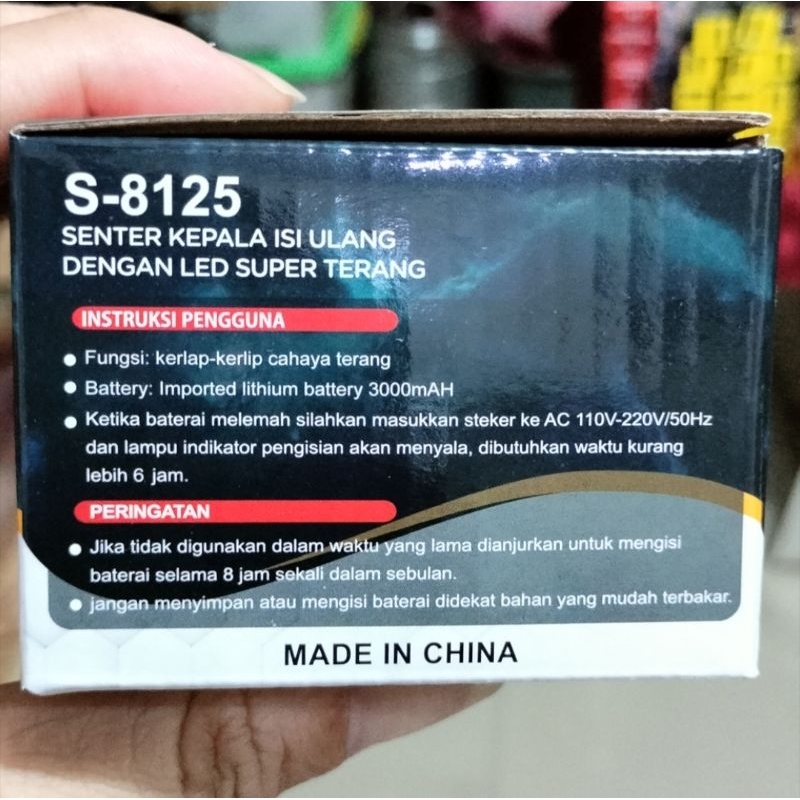 S-8125
SENTER KEPALA ISI ULANG
DENGAN LED SUPER TERANG
INSTRUKSI PENGGUNA
Fungsi: kerlap-kerlip cahaya terang
Battery: Imported lithium battery 3000mAH
Ketika baterai melemah silahkan masukkan steker ke AC 110V-220V/50Hz
dan lampu indikator pengisian akan menyala, dibutuhkan waktu kurang
lebih 6 jam.
PERINGATAN
Jika tidak digunakan dalam waktu yang lama dianjurkan untuk mengisi
baterai selama 8 jam sekali dalam sebulan.
jangan menyimpan atau mengisi baterai didekat bahan yang mudah terbakar.
MADE IN CHINA